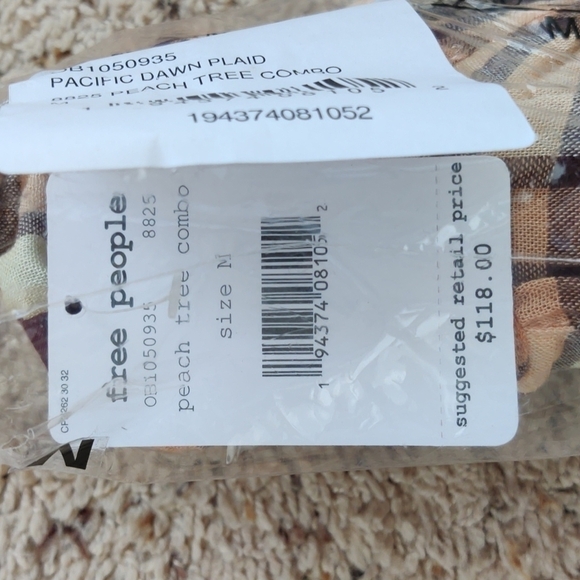 OB1050935
PACIFIC DAWN PLAID
8825 PEACH TREE COMBO
194374081052
free people
OB1050935 8825
peach tree combo
size M
1 94374 08105 2
suggested retail price
$118.00
M